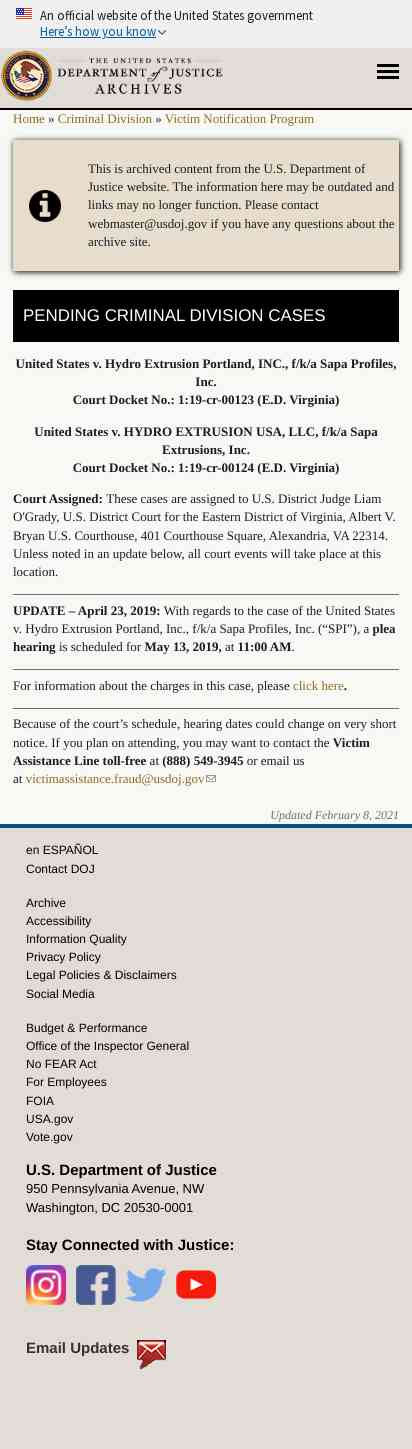 An official website of the United States government
Here's how you know
THE UNITED STATES
DEPARTMENT of JUSTICE
ARCHIVES
Home » Criminal Division » Victim Notification Program
This is archived content from the U.S. Department of
Justice website. The information here may be outdated and
links may no longer function. Please contact
webmaster@usdoj.gov if you have any questions about the
archive site.
PENDING CRIMINAL DIVISION CASES
United States v. Hydro Extrusion Portland, INC., f/k/a Sapa Profiles,
Inc.
Court Docket No.: 1:19-cr-00123 (E.D. Virginia)
United States v. HYDRO EXTRUSION USA, LLC, f/k/a Sapa
Extrusions, Inc.
Court Docket No.: 1:19-cr-00124 (E.D. Virginia)
Court Assigned: These cases are assigned to U.S. District Judge Liam
O'Grady, U.S. District Court for the Eastern District of Virginia, Albert V.
Bryan U.S. Courthouse, 401 Courthouse Square, Alexandria, VA 22314.
Unless noted in an update below, all court events will take place at this
location.
UPDATE – April 23, 2019: With regards to the case of the United States
v. Hydro Extrusion Portland, Inc., f/k/a Sapa Profiles, Inc. (“SPI”), a plea
hearing is scheduled for May 13, 2019, at 11:00 AM.
For information about the charges in this case, please click here.
Because of the court’s schedule, hearing dates could change on very short
notice. If you plan on attending, you may want to contact the Victim
Assistance Line toll-free at (888) 549-3945 or email us
at victimassistance.fraud@usdoj.gov
Updated February 8, 2021
en ESPAÑOL
Contact DOJ
Archive
Accessibility
Information Quality
Privacy Policy
Legal Policies & Disclaimers
Social Media
Budget & Performance
Office of the Inspector General
No FEAR Act
For Employees
FOIA
USA.gov
Vote.gov
U.S. Department of Justice
950 Pennsylvania Avenue, NW
Washington, DC 20530-0001
Stay Connected with Justice:
Email Updates